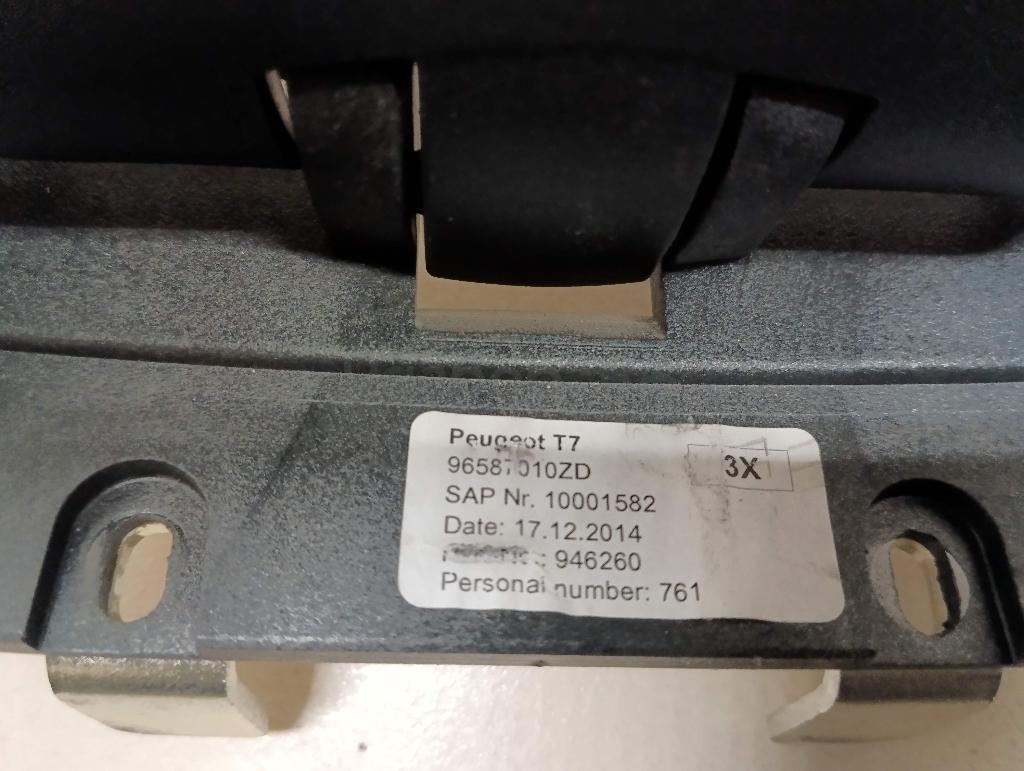 Peugeot T7
3X
96587010ZD
SAP Nr. 10001582
Date: 17.12.2014
: 946260
Personal number: 761